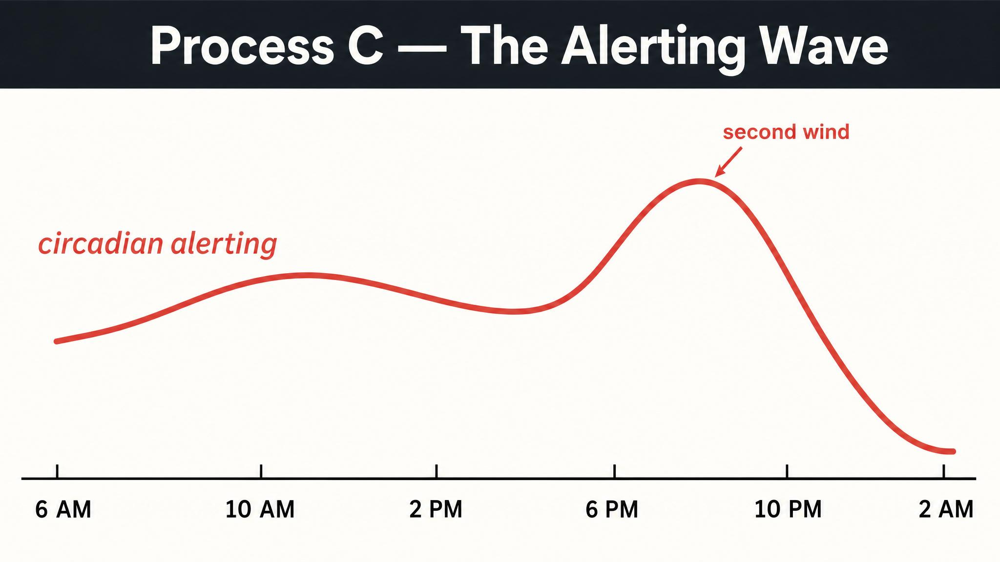 Process C — The Alerting Wave
second wind
circadian alerting
6 AM 10 AM 2 PM 6 PM 10 PM 2 AM